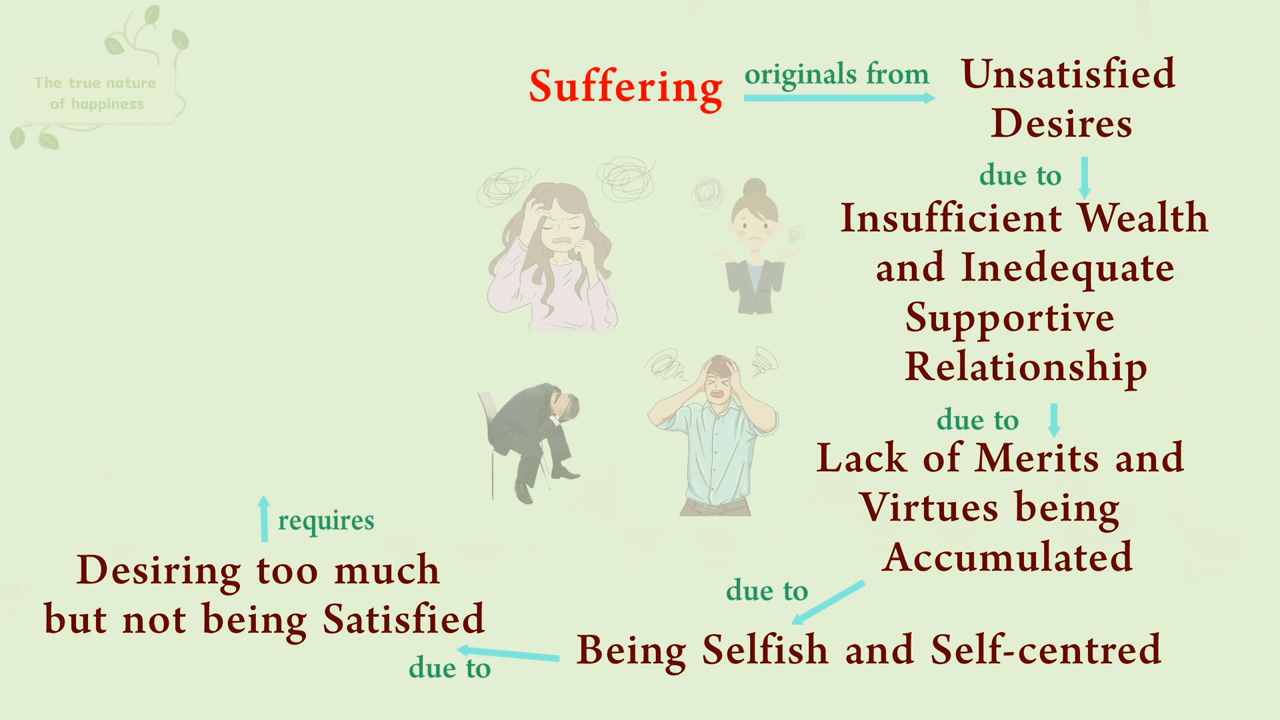 The true nature
of happiness
Suffering
originals from
Unsatisfied
Desires
due to
Insufficient Wealth
and Inedequate
Supportive
Relationship
due to
Lack of Merits and
Virtues being
Accumulated
due to
Being Selfish and Self-centred
due to
Desiring too much
but not being Satisfied
requires